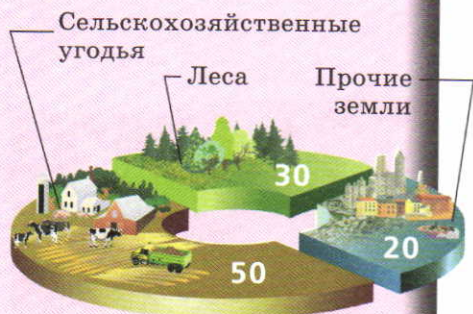 Сельскохозяйственные
угодья
Леса
Прочие
земли
30
20
50